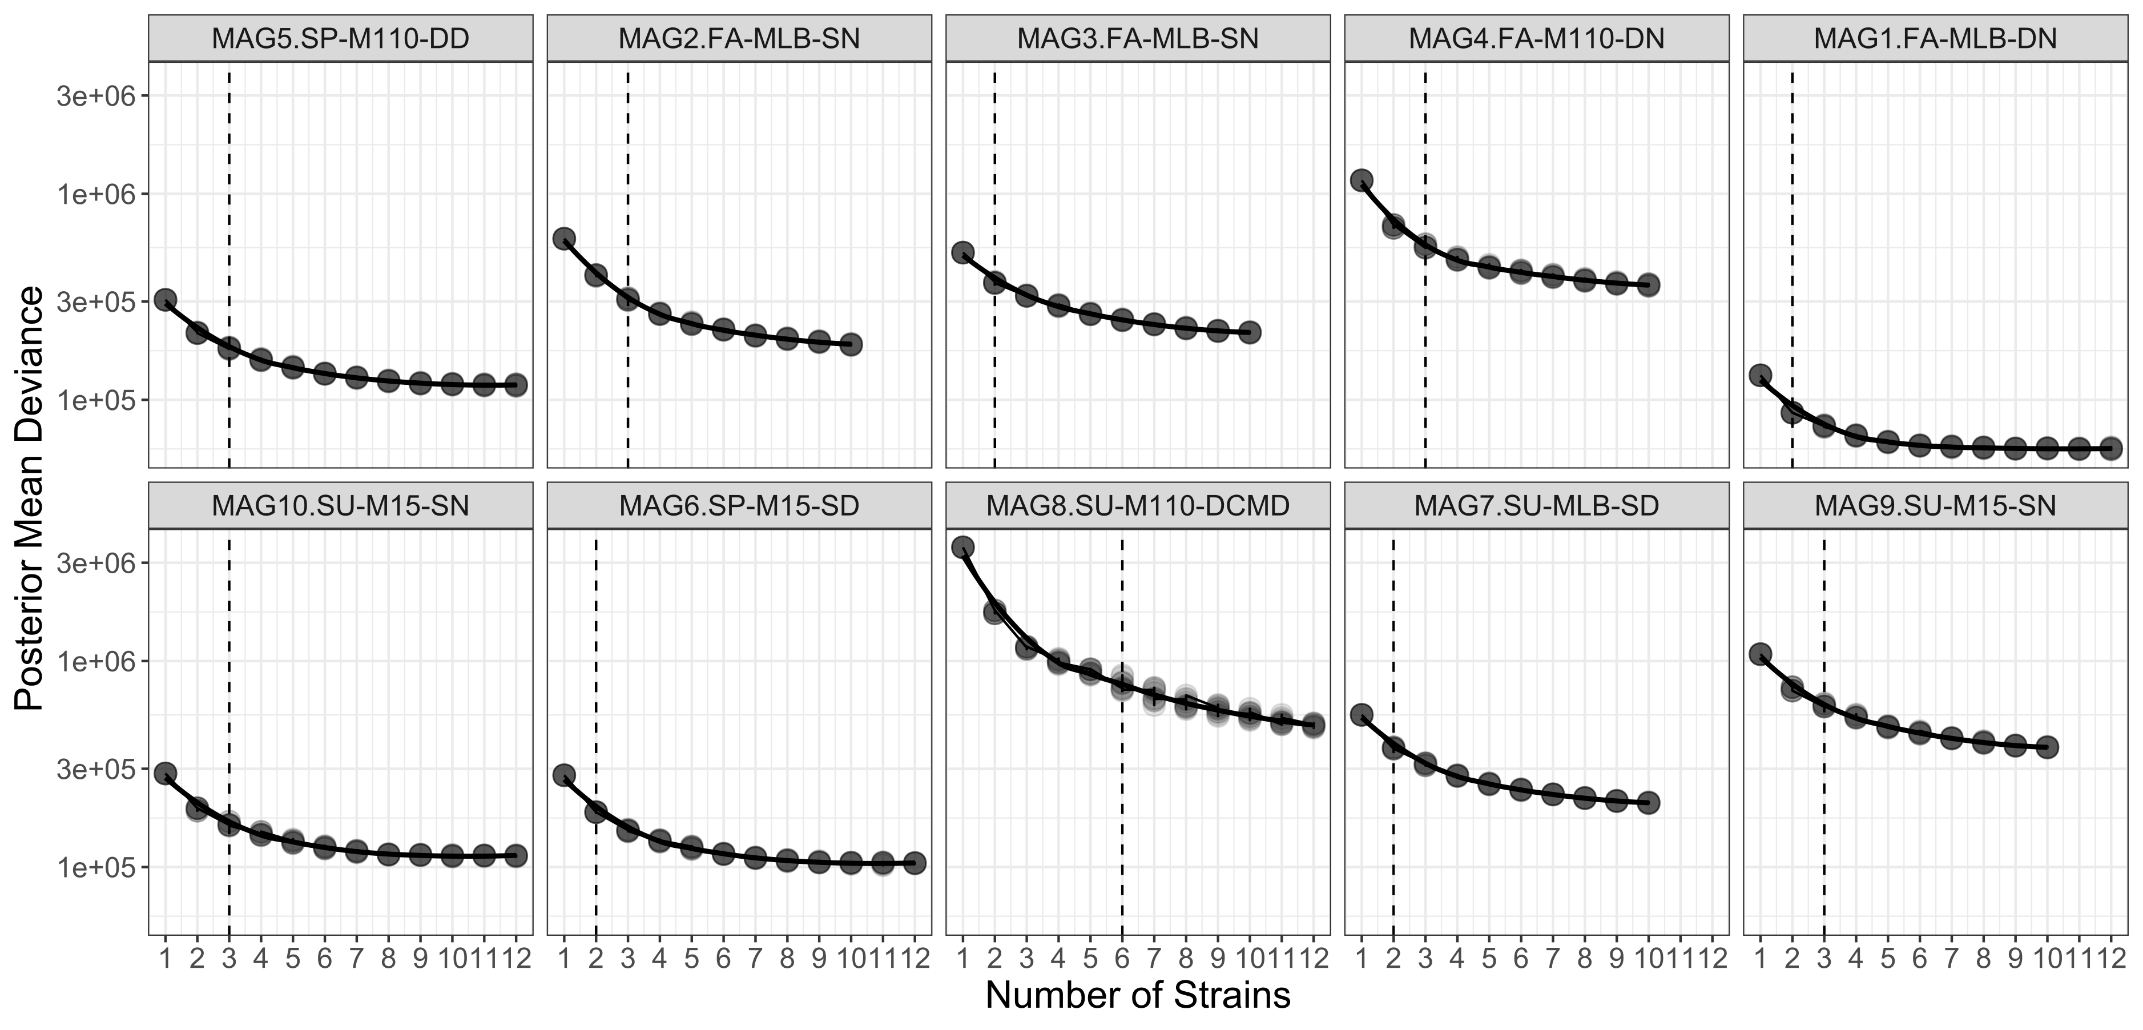 MAG5.SP-M110-DD MAG2.FA-MLB-SN MAG3.FA-MLB-SN MAG4.FA-M110-DN MAG1.FA-MLB-DN
3e+06
1e+06
3e+05
1e+05
MAG10.SU-M15-SN MAG6.SP-M15-SD MAG8.SU-M110-DCMD MAG7.SU-MLB-SD MAG9.SU-M15-SN
3e+06
1e+06
3e+05
1e+05
Posterior Mean Deviance
1 2 3 4 5 6 7 8 9 10 11 12 1 2 3 4 5 6 7 8 9 10 11 12 1 2 3 4 5 6 7 8 9 10 11 12 1 2 3 4 5 6 7 8 9 10 11 12 1 2 3 4 5 6 7 8 9 10 11 12
Number of Strains